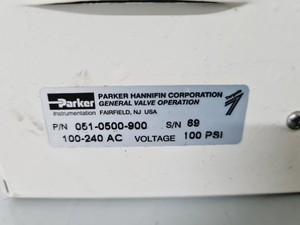 Parker
Instrumentation
PARKER HANNIFIN CORPORATION
GENERAL VALVE OPERATION
FAIRFIELD, NJ USA
P/N 051-0500-900 S/N 69
100-240 AC VOLTAGE 100 PSI